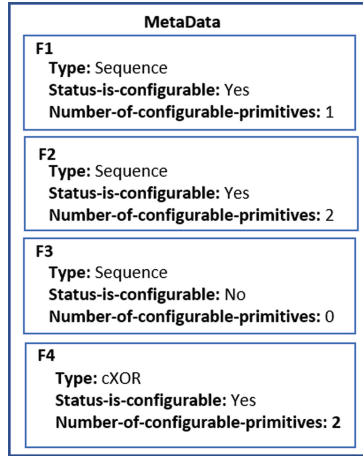 MetaData
F1
Type: Sequence
Status-is-configurable: Yes
Number-of-configurable-primitives: 1
F2
Type: Sequence
Status-is-configurable: Yes
Number-of-configurable-primitives: 2
F3
Type: Sequence
Status-is-configurable: No
Number-of-configurable-primitives: 0
F4
Type: cXOR
Status-is-configurable: Yes
Number-of-configurable-primitives: 2